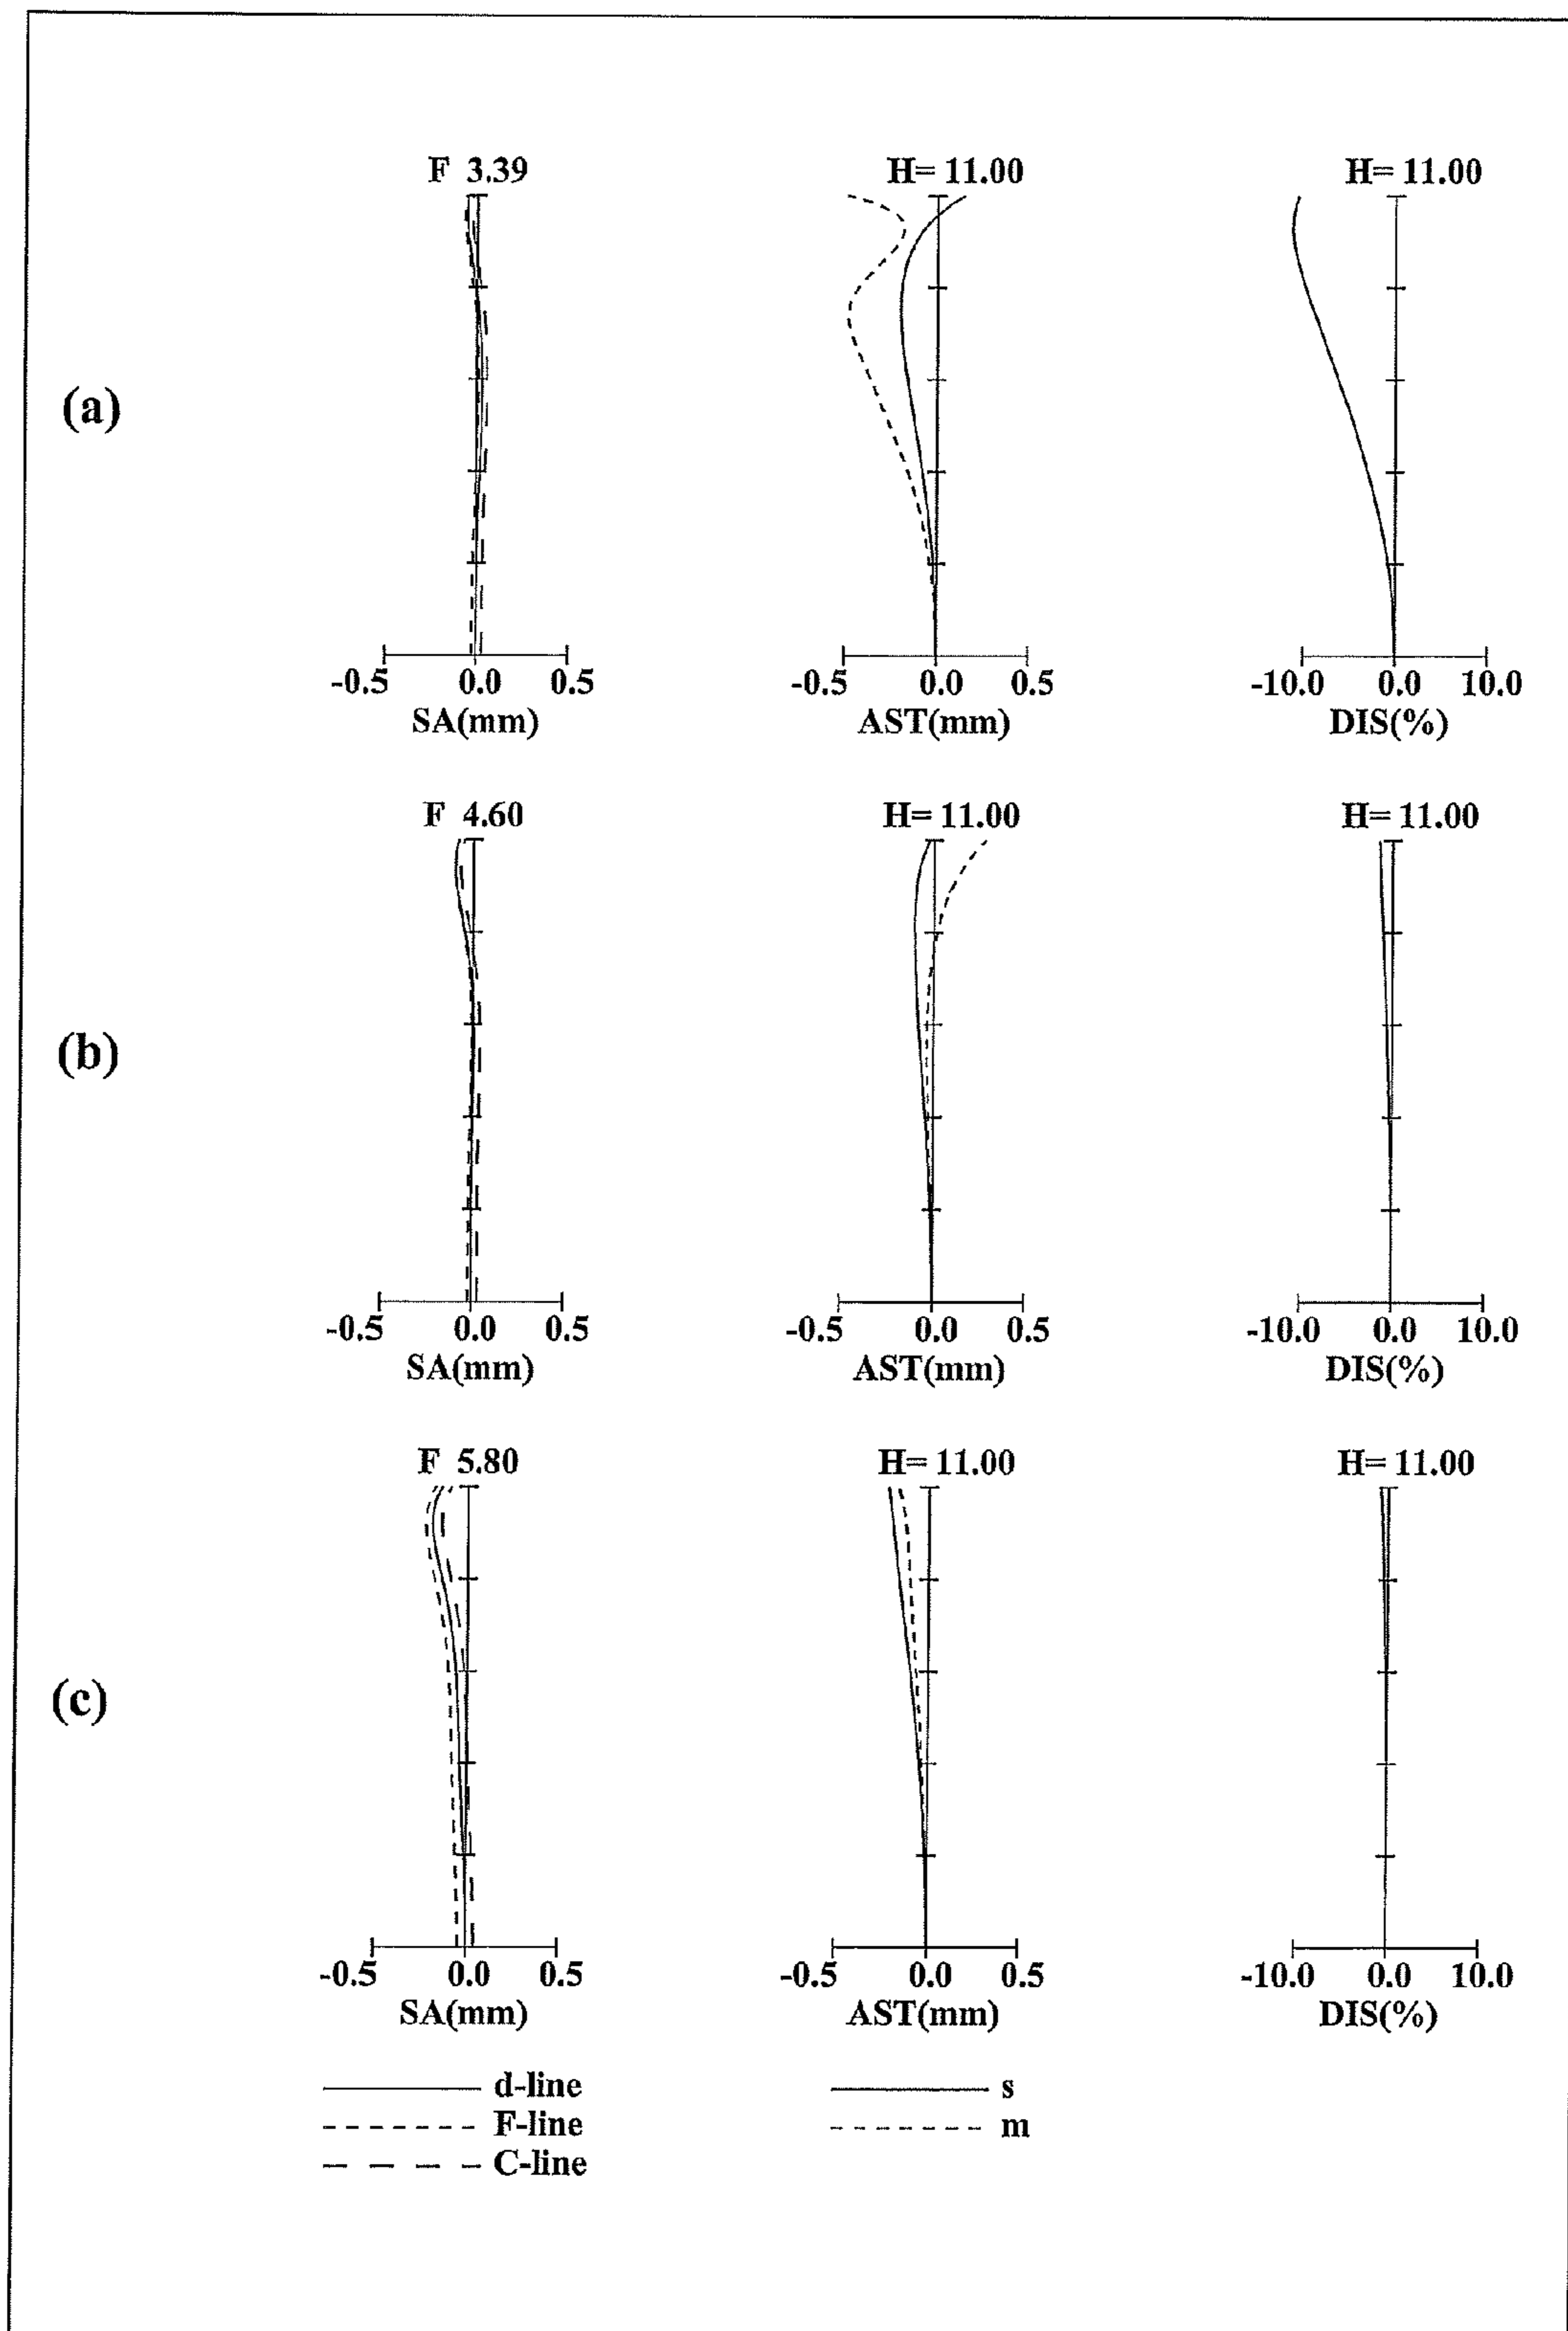 F 3.39
H= 11.00
H= 11.00
(a)
-0.5 0.0 0.5
SA(mm)
-0.5 0.0 0.5
AST(mm)
-10.0 0.0 10.0
DIS(%)
F 4.60
H= 11.00
H= 11.00
(b)
-0.5 0.0 0.5
SA(mm)
-0.5 0.0 0.5
AST(mm)
-10.0 0.0 10.0
DIS(%)
F 5.80
H= 11.00
H= 11.00
(c)
-0.5 0.0 0.5
SA(mm)
-0.5 0.0 0.5
AST(mm)
-10.0 0.0 10.0
DIS(%)
d-line
F-line
C-line
s
m